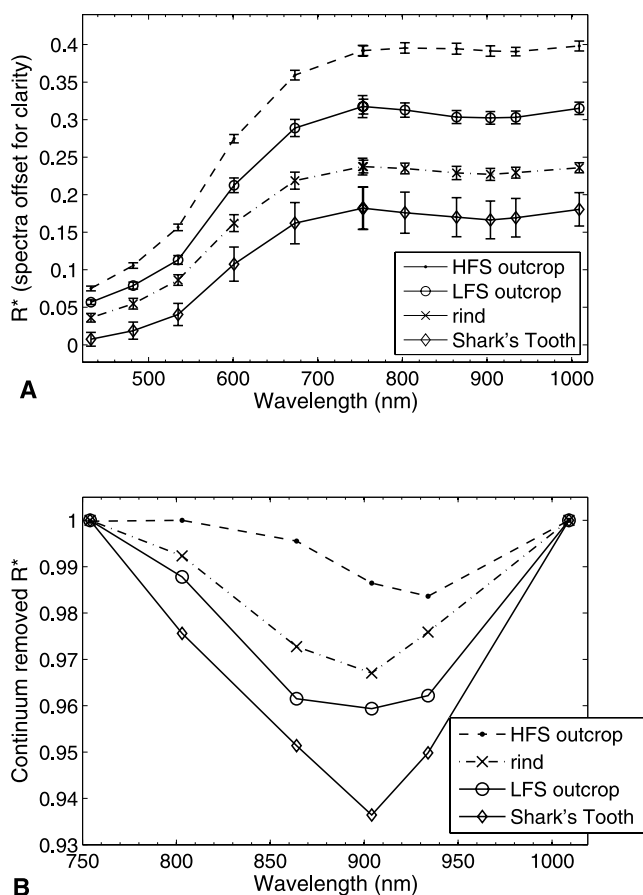 0.4
0.35
0.3
0.25
0.2
0.15
0.1
0.05
0
R* (spectra offset for clarity)
HFS outcrop
LFS outcrop
rind
Shark's Tooth
500 600 700 800 900 1000
Wavelength (nm)
A
1
0.99
0.98
0.97
0.96
0.95
0.94
0.93
Continuum removed R*
HFS outcrop
rind
LFS outcrop
Shark's Tooth
750 800 850 900 950 1000
Wavelength (nm)
B